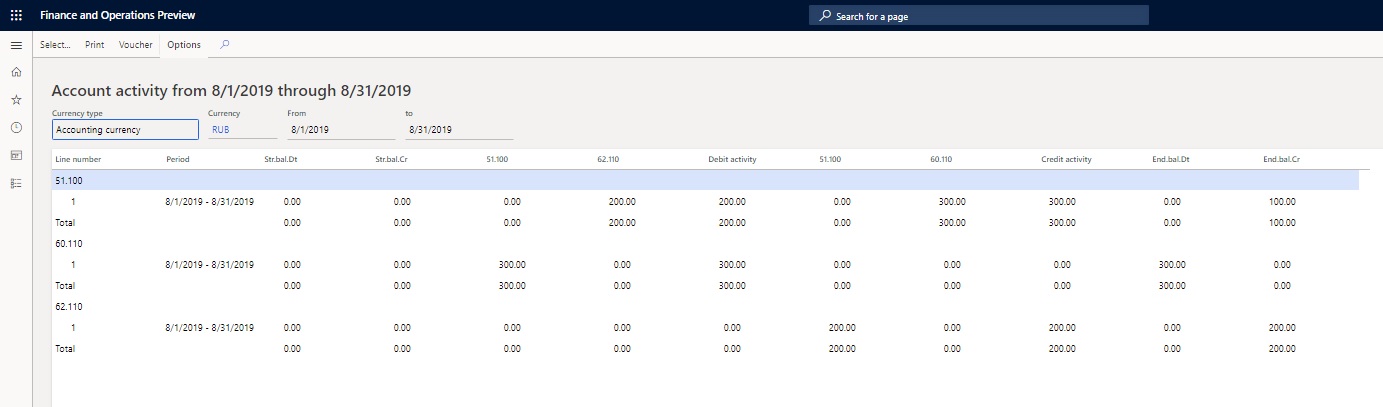 Finance and Operations Preview
Search for a page
Select... Print Voucher Options
Account activity from 8/1/2019 through 8/31/2019
Currency type Currency From to
Accounting currency RUB 8/1/2019 8/31/2019
Line number Period Str.bal.Dt Str.bal.Cr 51.100 62.110 Debit activity 51.100 60.110 Credit activity End.bal.Dt End.bal.Cr
51.100
1 8/1/2019 - 8/31/2019 0.00 0.00 0.00 200.00 200.00 0.00 300.00 300.00 0.00 100.00
Total 0.00 0.00 0.00 200.00 200.00 0.00 300.00 300.00 0.00 100.00
60.110
1 8/1/2019 - 8/31/2019 0.00 0.00 300.00 0.00 300.00 0.00 0.00 0.00 300.00 0.00
Total 0.00 0.00 300.00 0.00 300.00 0.00 0.00 0.00 300.00 0.00
62.110
1 8/1/2019 - 8/31/2019 0.00 0.00 0.00 0.00 0.00 200.00 0.00 200.00 0.00 200.00
Total 0.00 0.00 0.00 0.00 0.00 200.00 0.00 200.00 0.00 200.00